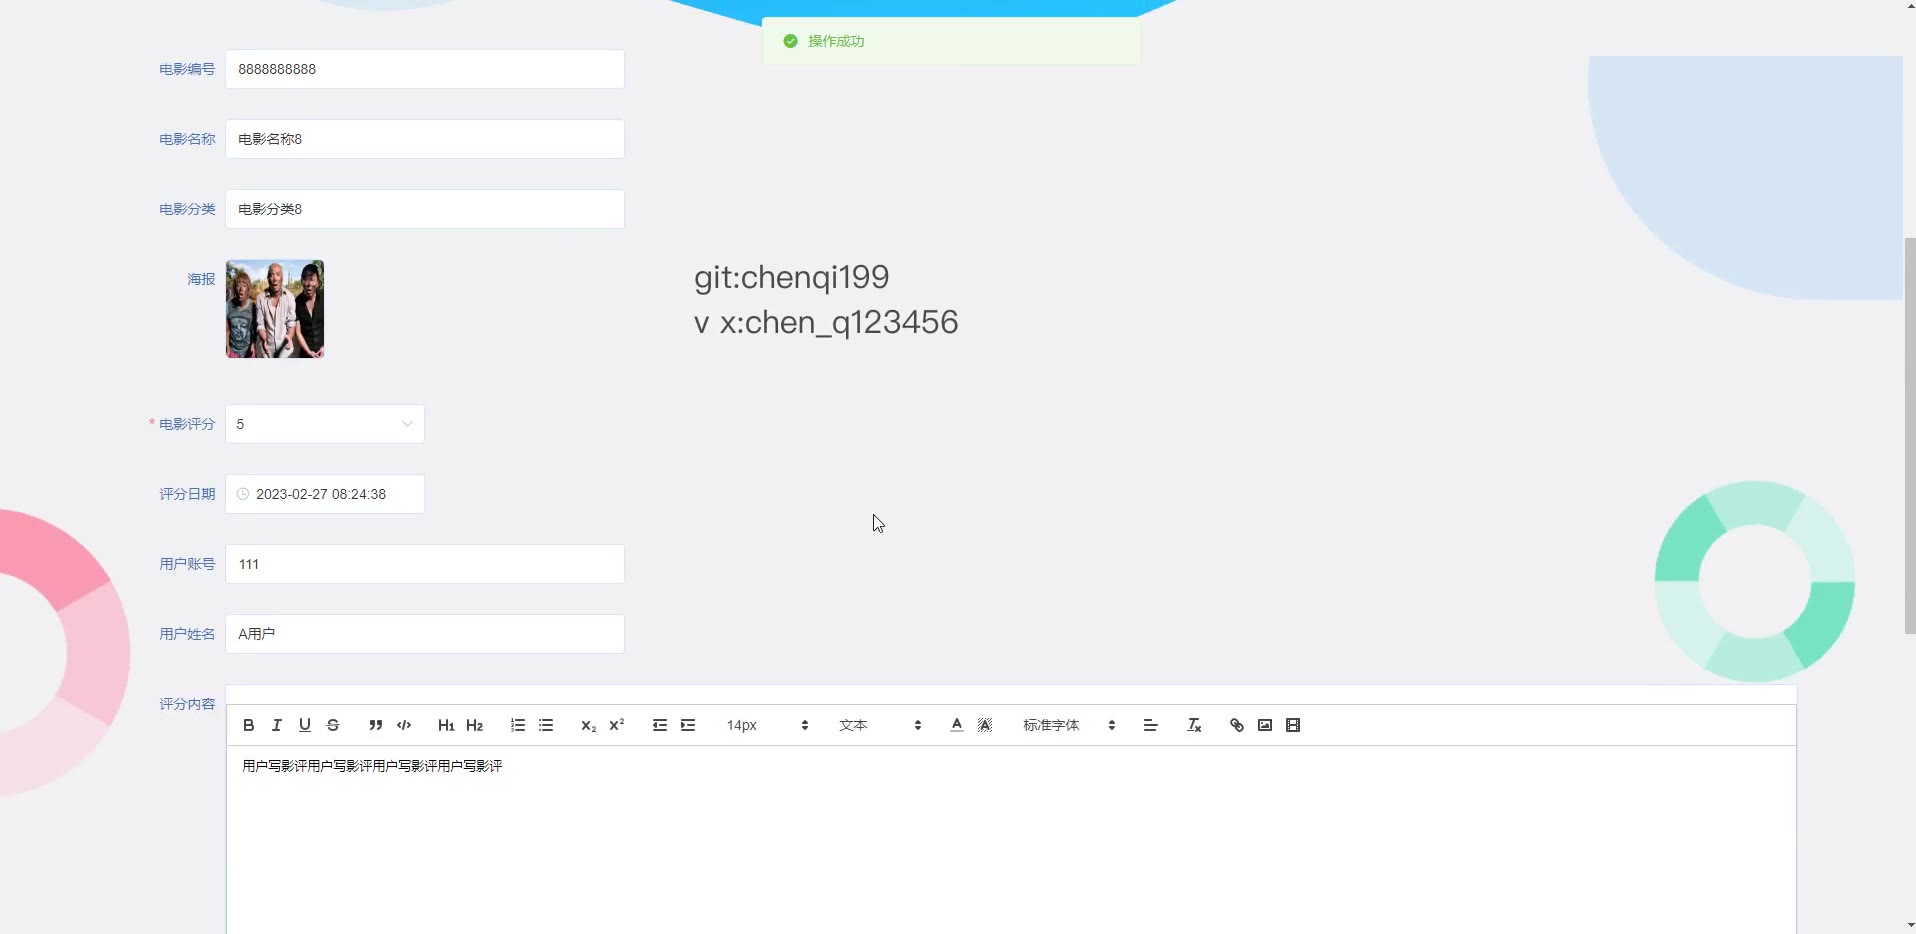 操作成功
电影编号 8888888888
电影名称 电影名称8
电影分类 电影分类8
海报
git:chenqi199
v x:chen_q123456
* 电影评分 5
评分日期 2023-02-27 08:24:38
用户账号 111
用户姓名 A用户
评分内容
B I U S ” </> H1 H2 X2 X² 14px 文本 A A 标准字体 Tx
用户写影评用户写影评用户写影评用户写影评